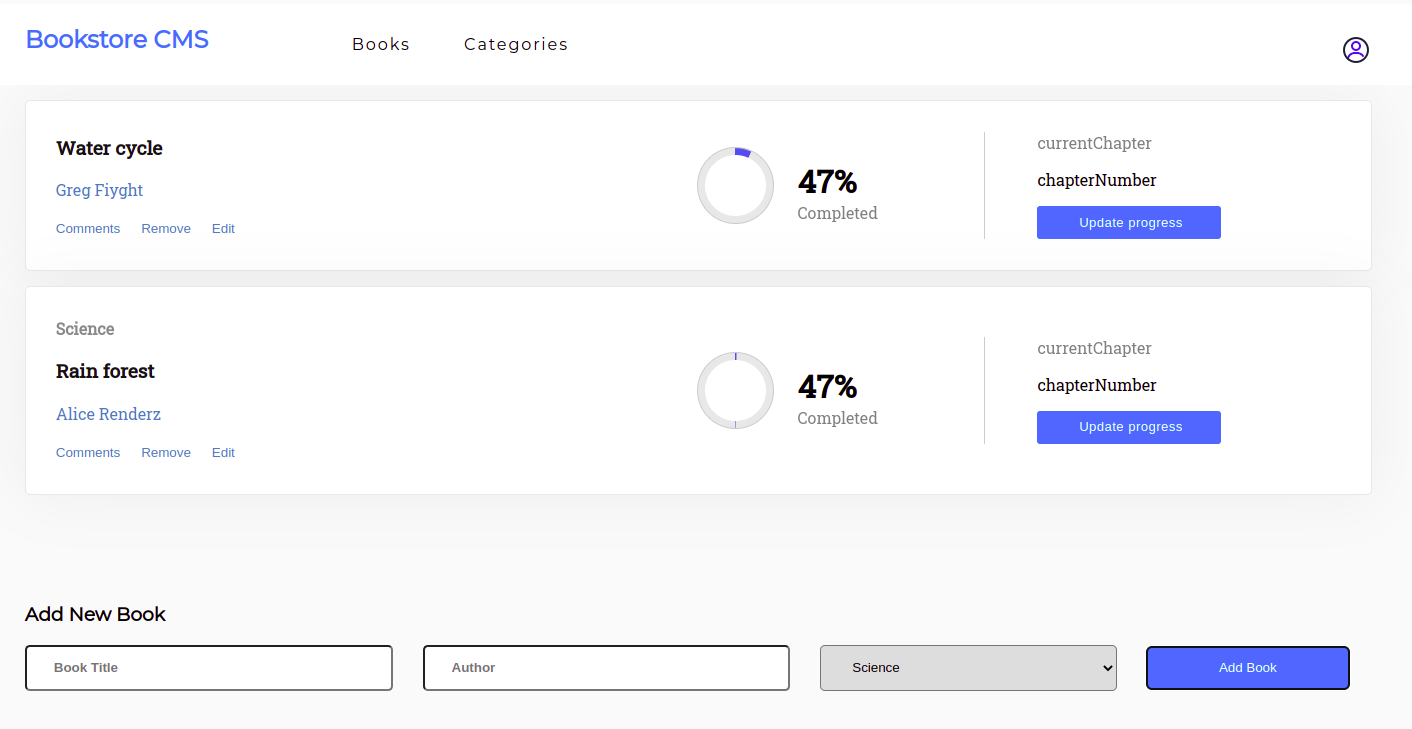 Bookstore CMS
Books Categories
Water cycle
Greg Fiyght
Comments Remove Edit
47%
Completed
currentChapter
chapterNumber
Update progress
Science
Rain forest
Alice Renderz
Comments Remove Edit
47%
Completed
currentChapter
chapterNumber
Update progress
Add New Book
Book Title Author Science Add Book